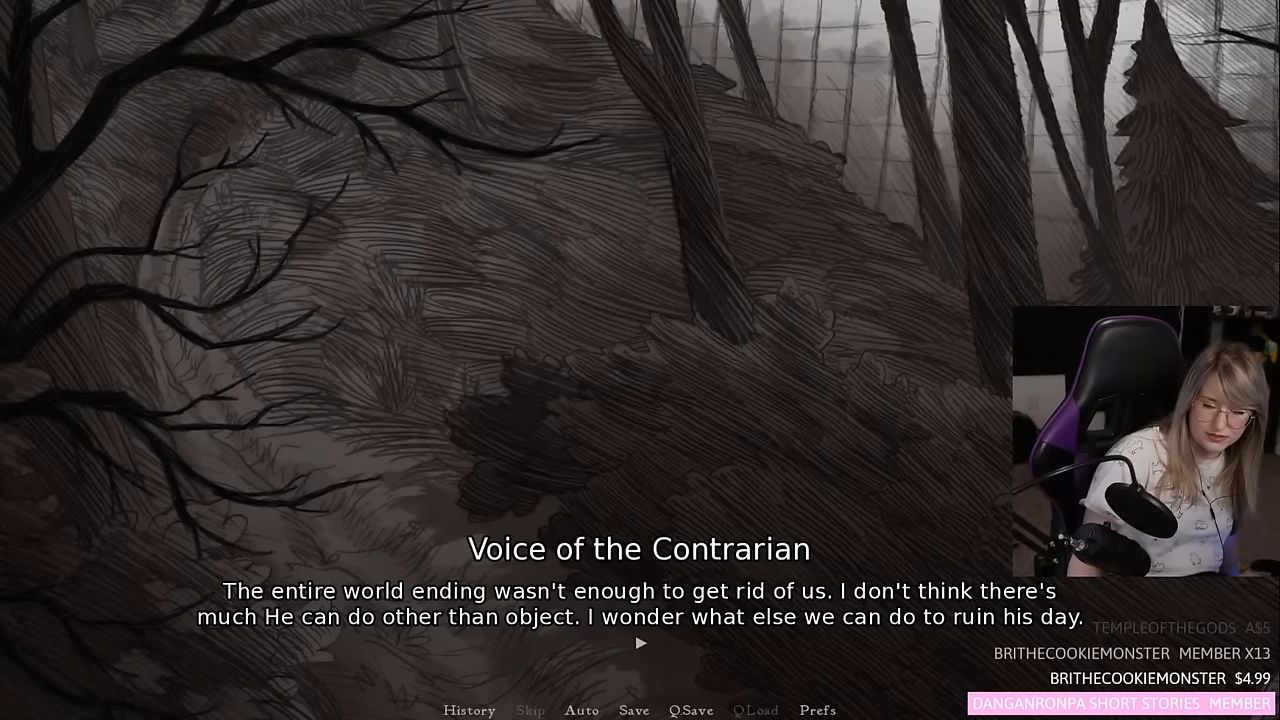 Voice of the Contrarian
The entire world ending wasn't enough to get rid of us. I don't think there's
much He can do other than object. I wonder what else we can do to ruin his day.
TEMPLEOFTHEGODS A$5
BRITHECOOKIEMONSTER MEMBER X13
BRITHECOOKIEMONSTER $4.99
DANGANRONPA SHORT STORIES MEMBER
History Skip Auto Save Q.Save Q.Load Prefs